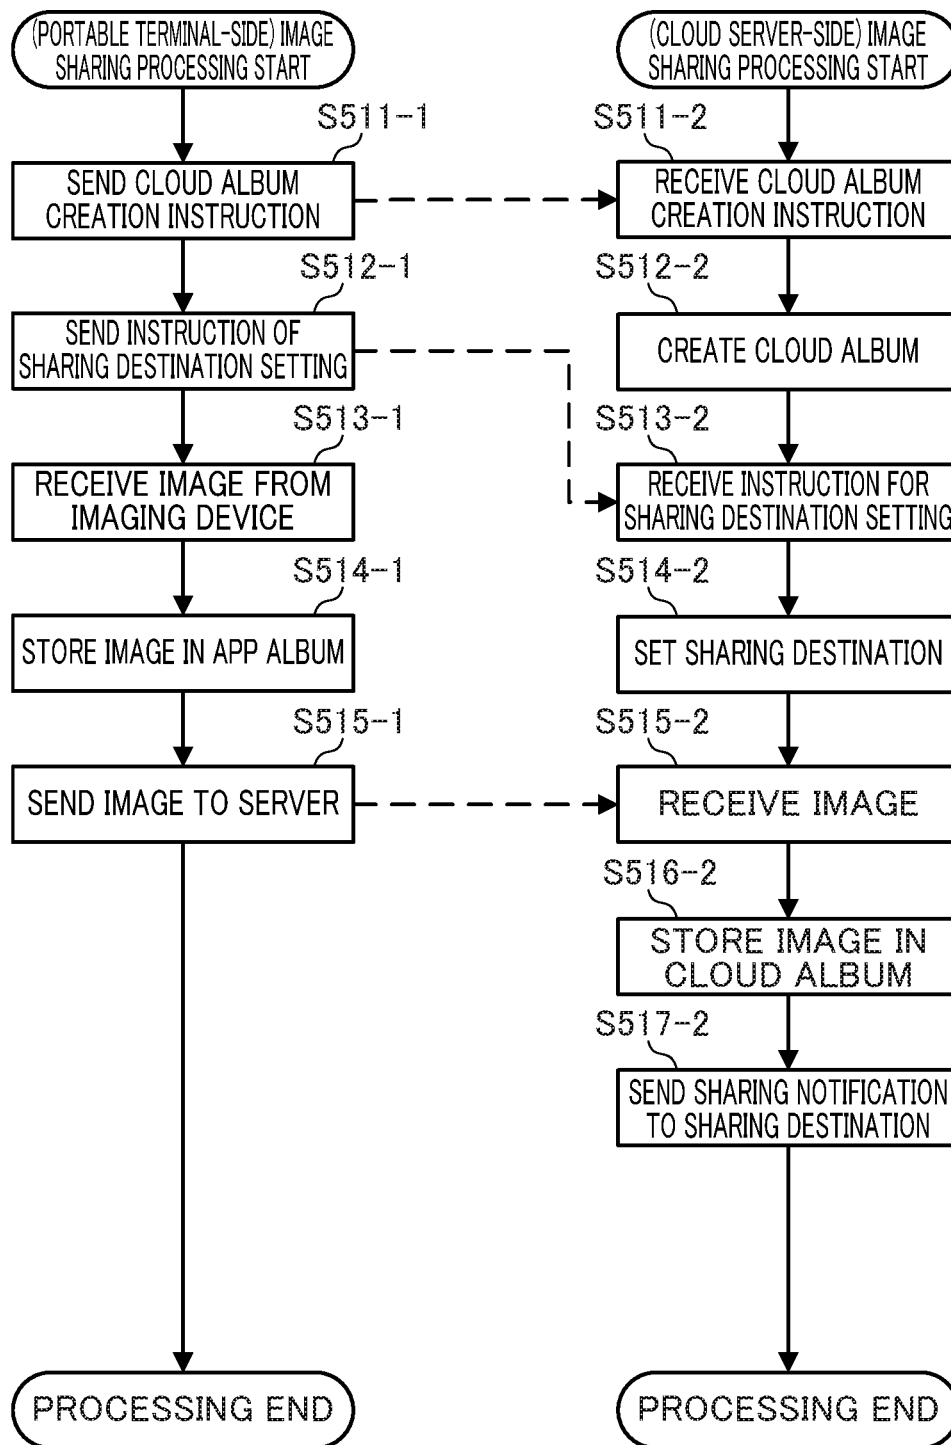 (PORTABLE TERMINAL-SIDE) IMAGE
SHARING PROCESSING START
S511-1
SEND CLOUD ALBUM
CREATION INSTRUCTION
S512-1
SEND INSTRUCTION OF
SHARING DESTINATION SETTING
S513-1
RECEIVE IMAGE FROM
IMAGING DEVICE
S514-1
STORE IMAGE IN APP ALBUM
S515-1
SEND IMAGE TO SERVER
PROCESSING END
(CLOUD SERVER-SIDE) IMAGE
SHARING PROCESSING START
S511-2
RECEIVE CLOUD ALBUM
CREATION INSTRUCTION
S512-2
CREATE CLOUD ALBUM
S513-2
RECEIVE INSTRUCTION FOR
SHARING DESTINATION SETTING
S514-2
SET SHARING DESTINATION
S515-2
RECEIVE IMAGE
S516-2
STORE IMAGE IN
CLOUD ALBUM
S517-2
SEND SHARING NOTIFICATION
TO SHARING DESTINATION
PROCESSING END